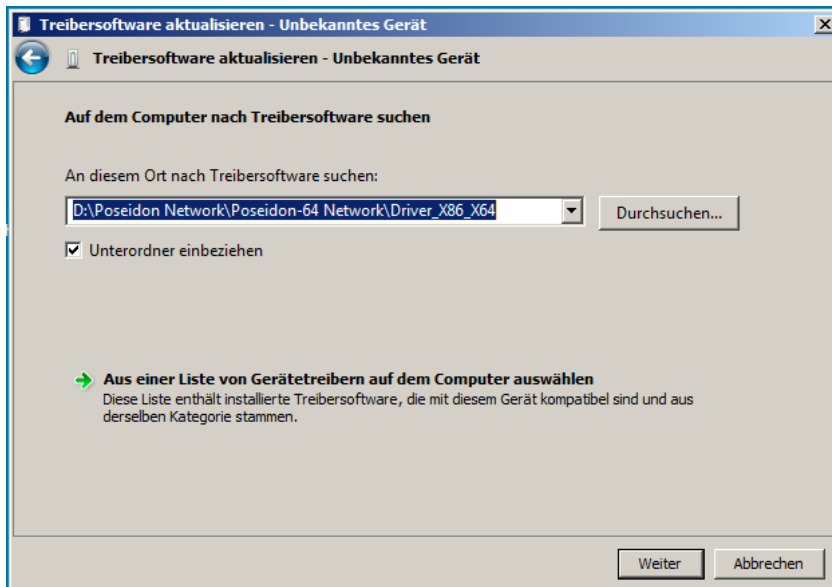 Treibersoftware aktualisieren - Unbekanntes Gerät
Treibersoftware aktualisieren - Unbekanntes Gerät
Auf dem Computer nach Treibersoftware suchen
An diesem Ort nach Treibersoftware suchen:
D:\Poseidon Network\Poseidon-64 Network\Driver_X86_X64
Durchsuchen...
Unterordner einbeziehen
Aus einer Liste von Gerätetreibern auf dem Computer auswählen
Diese Liste enthält installierte Treibersoftware, die mit diesem Gerät kompatibel sind und aus
derselben Kategorie stammen.
Weiter
Abbrechen